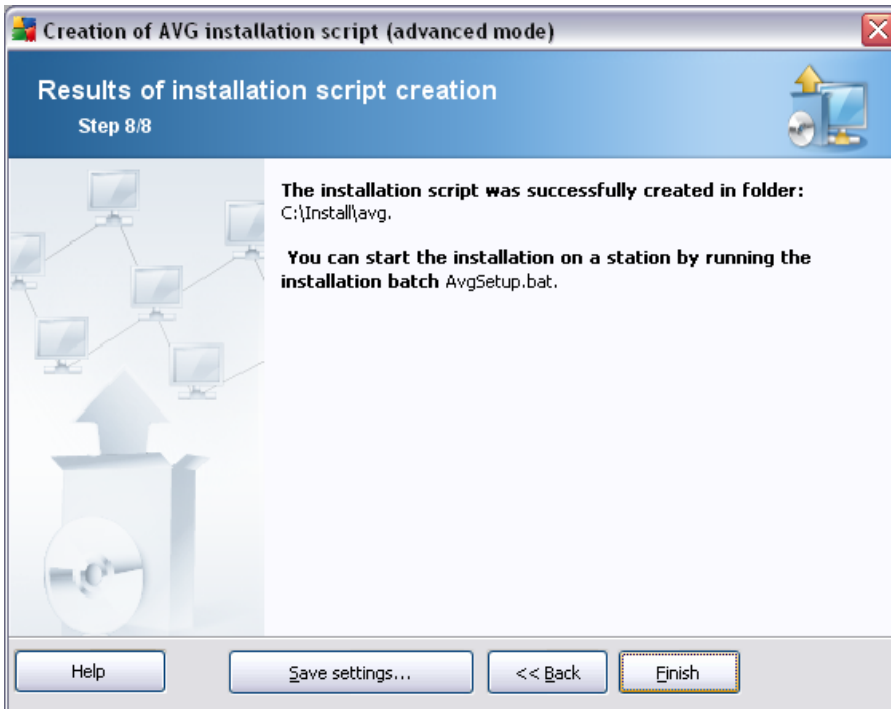 Creation of AVG installation script (advanced mode)
Results of installation script creation
Step 8/8
The installation script was successfully created in folder:
C:\Install\avg.
You can start the installation on a station by running the
installation batch AvgSetup.bat.
Help
Save settings...
<< Back
Finish